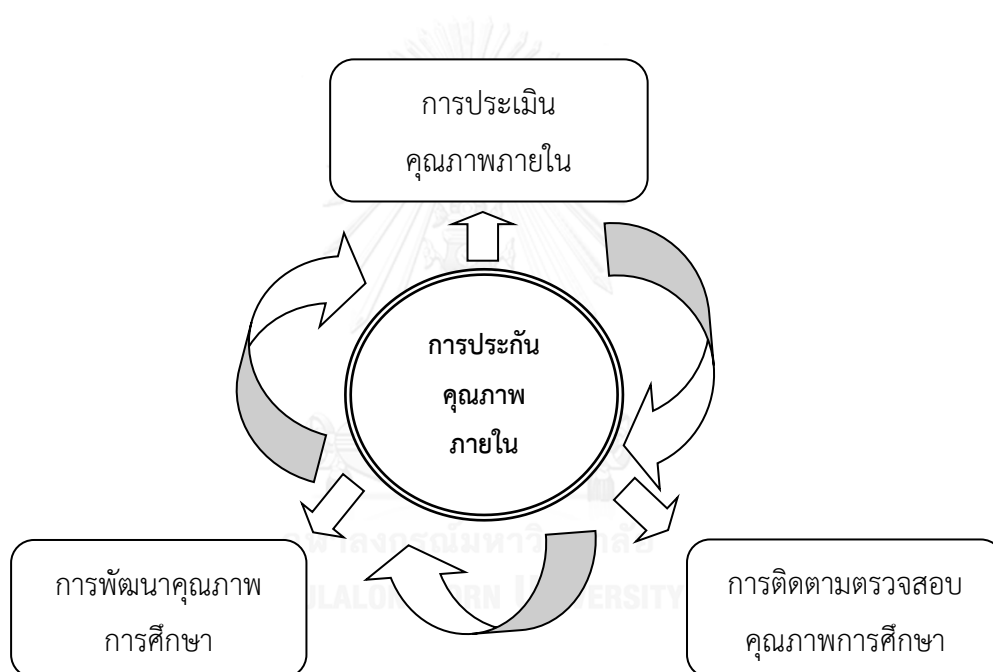 การประเมิน
คุณภาพภายใน
การประกัน
คุณภาพ
ภายใน
การพัฒนาคุณภาพ
การศึกษา
การติดตามตรวจสอบ
คุณภาพการศึกษา